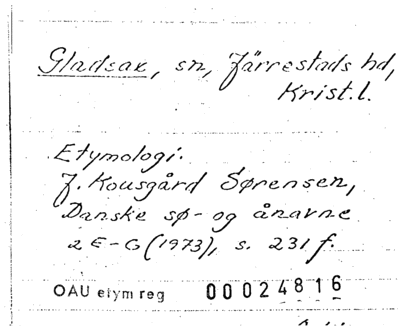 Gladsax, sn, Järrestads hd,
Krist.l.
Etymologi.
J. Kousgård Sørensen,
Danske sø- og ånavne
2 E-G (1973), s. 231 f.
OAU etym reg 00024816